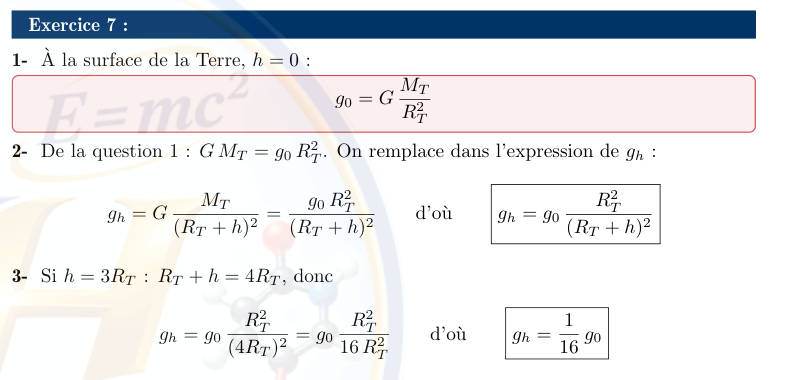 Exercice 7 :
1- À la surface de la Terre, h = 0 :
g₀ = G M_T / R_T²
E=mc²
2- De la question 1 : G M_T = g₀ R_T². On remplace dans l'expression de g_h :
g_h = G M_T / (R_T + h)² = g₀ R_T² / (R_T + h)² d'où g_h = g₀ R_T² / (R_T + h)²
3- Si h = 3R_T : R_T + h = 4R_T, donc
g_h = g₀ R_T² / (4R_T)² = g₀ R_T² / 16 R_T² d'où g_h = 1/16 g₀